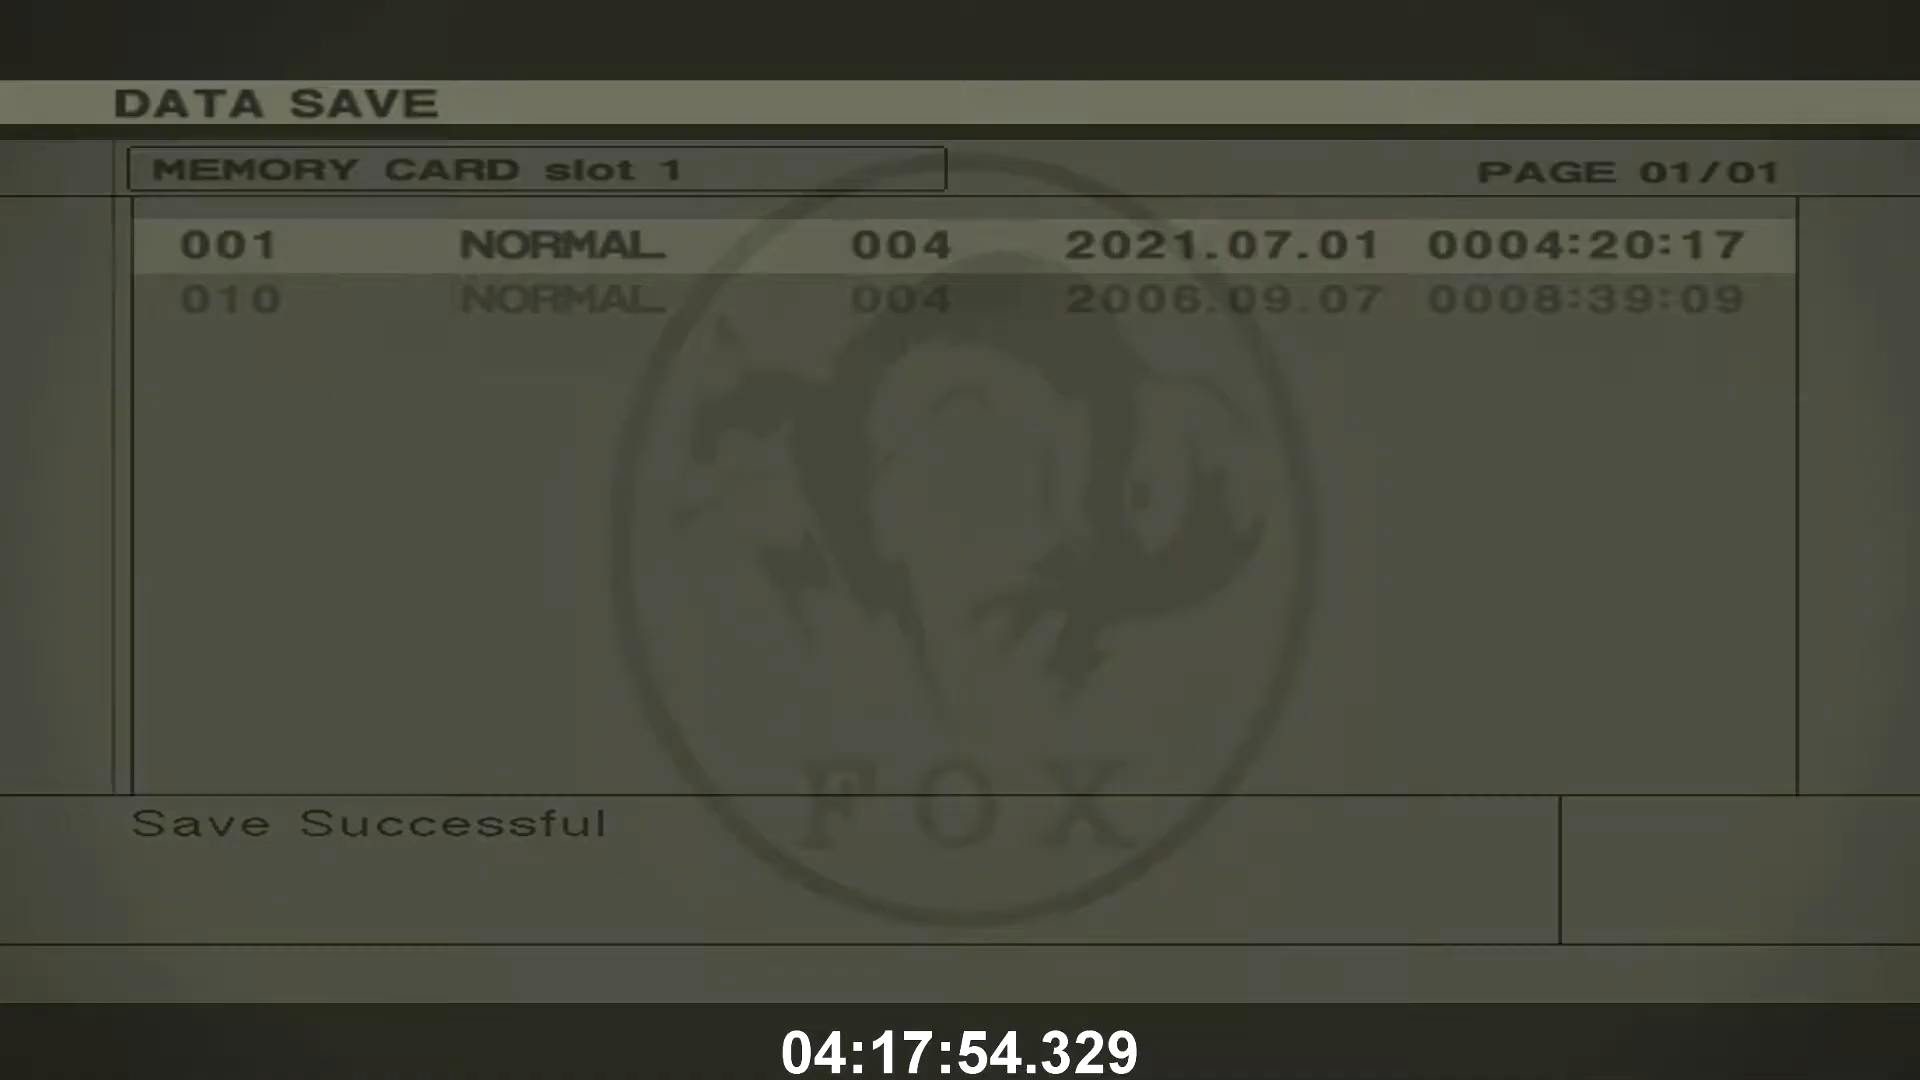 DATA SAVE
MEMORY CARD slot 1 PAGE 01/01
001 NORMAL 004 2021.07.01 0004:20:17
010 NORMAL 004 2006.09.07 0008:39:09
FOX
Save Successful
04:17:54.329